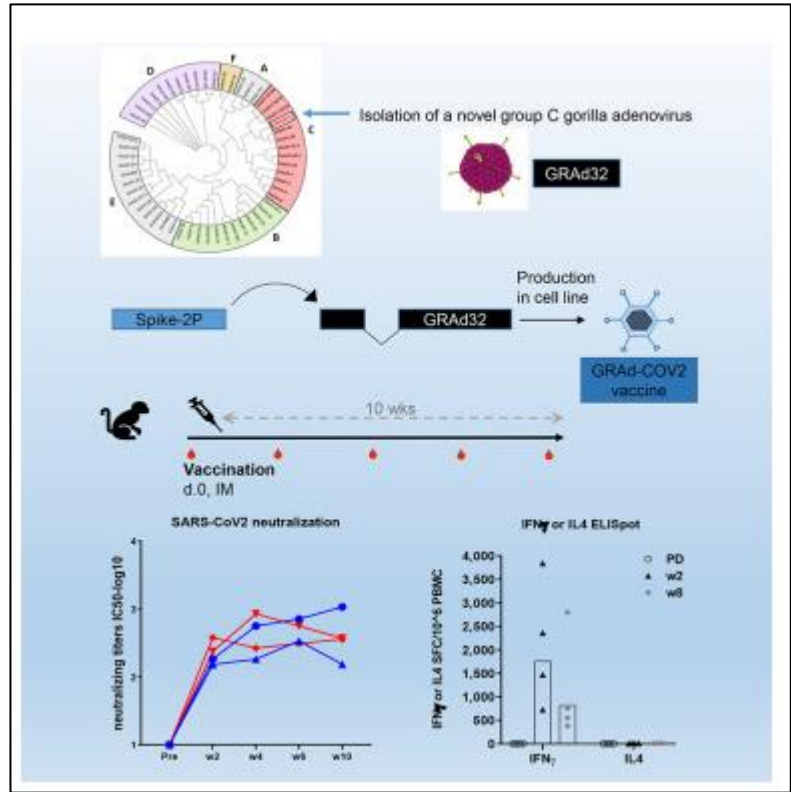 D
F
A
C
E
B
Isolation of a novel group C gorilla adenovirus
GRAd32
Spike-2P
GRAd32
Production
in cell line
GRAd-COV2
vaccine
10 wks
Vaccination
d.0, IM
SARS-CoV2 neutralization
neutralizing titers IC50-log10
4
3
2
1
Pre
w2
w4
w6
w10
IFNγ or IL4 ELISpot
IFNγ or IL4 SFC/10^6 PBMC
4,000
3,500
3,000
2,500
2,000
1,500
1,000
500
0
PD
w2
w8
IFNγ
IL4